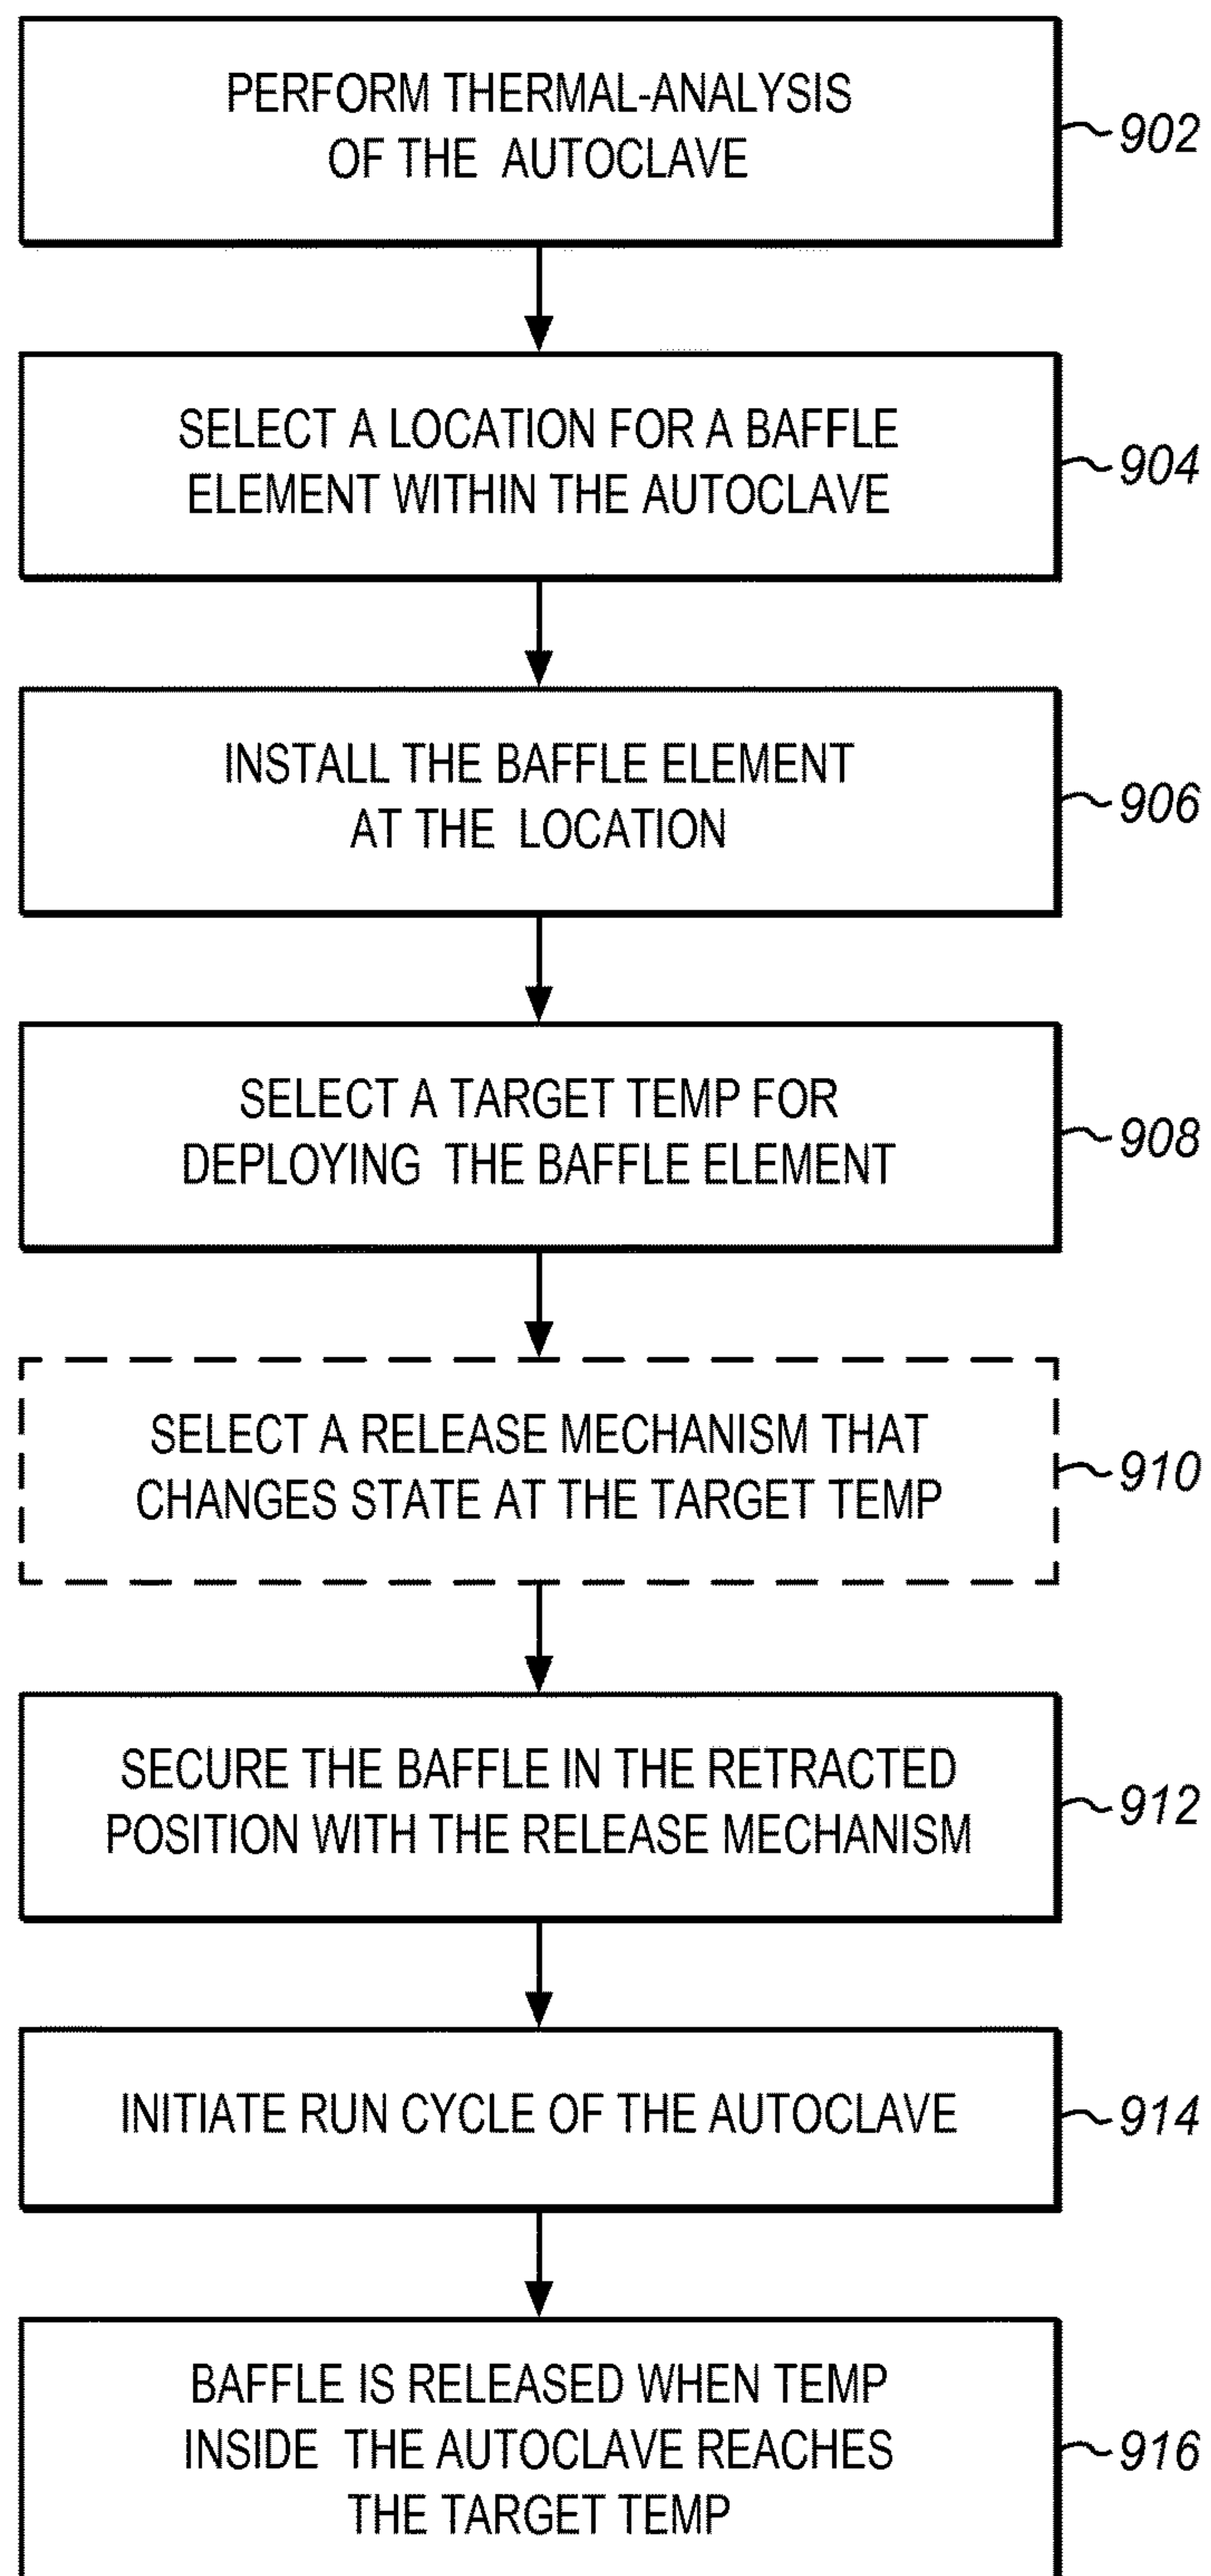 PERFORM THERMAL-ANALYSIS
OF THE AUTOCLAVE
902
SELECT A LOCATION FOR A BAFFLE
ELEMENT WITHIN THE AUTOCLAVE
904
INSTALL THE BAFFLE ELEMENT
AT THE LOCATION
906
SELECT A TARGET TEMP FOR
DEPLOYING THE BAFFLE ELEMENT
908
SELECT A RELEASE MECHANISM THAT
CHANGES STATE AT THE TARGET TEMP
910
SECURE THE BAFFLE IN THE RETRACTED
POSITION WITH THE RELEASE MECHANISM
912
INITIATE RUN CYCLE OF THE AUTOCLAVE
914
BAFFLE IS RELEASED WHEN TEMP
INSIDE THE AUTOCLAVE REACHES
THE TARGET TEMP
916